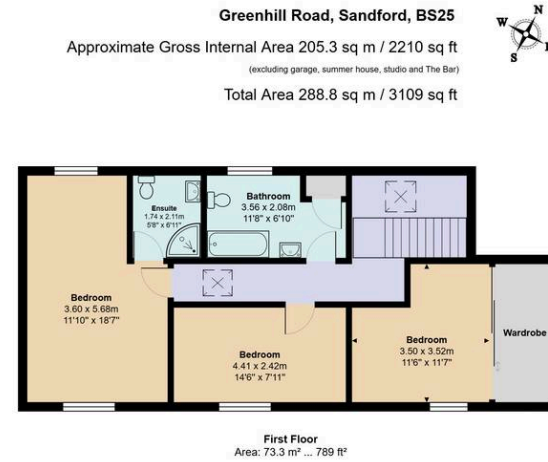 Greenhill Road, Sandford, BS25
Approximate Gross Internal Area 205.3 sq m / 2210 sq ft
(excluding garage, summer house, studio and The Bar)
Total Area 288.8 sq m / 3109 sq ft
N
W
E
S
Ensuite
1.74 x 2.11m
5'8" x 6'11"
Bathroom
3.56 x 2.08m
11'8" x 6'10"
Bedroom
3.60 x 5.68m
11'10" x 18'7"
Bedroom
4.41 x 2.42m
14'6" x 7'11"
Bedroom
3.50 x 3.52m
11'6" x 11'7"
Wardrobe
First Floor
Area: 73.3 m² ... 789 ft²